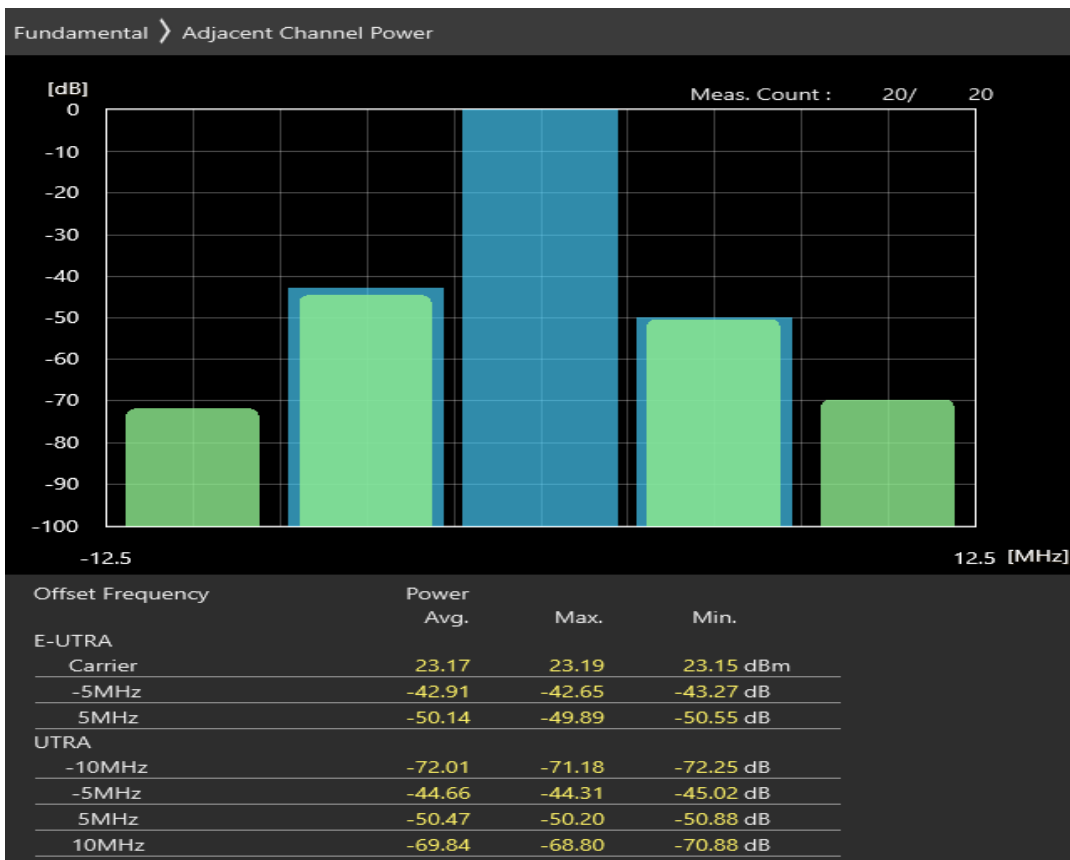 Fundamental 〉 Adjacent Channel Power
[dB]
Meas. Count : 20/ 20
0
-10
-20
-30
-40
-50
-60
-70
-80
-90
-100
-12.5 12.5 [MHz]
Offset Frequency Power
Avg. Max. Min.
E-UTRA
Carrier 23.17 23.19 23.15 dBm
-5MHz -42.91 -42.65 -43.27 dB
5MHz -50.14 -49.89 -50.55 dB
UTRA
-10MHz -72.01 -71.18 -72.25 dB
-5MHz -44.66 -44.31 -45.02 dB
5MHz -50.47 -50.20 -50.88 dB
10MHz -69.84 -68.80 -70.88 dB